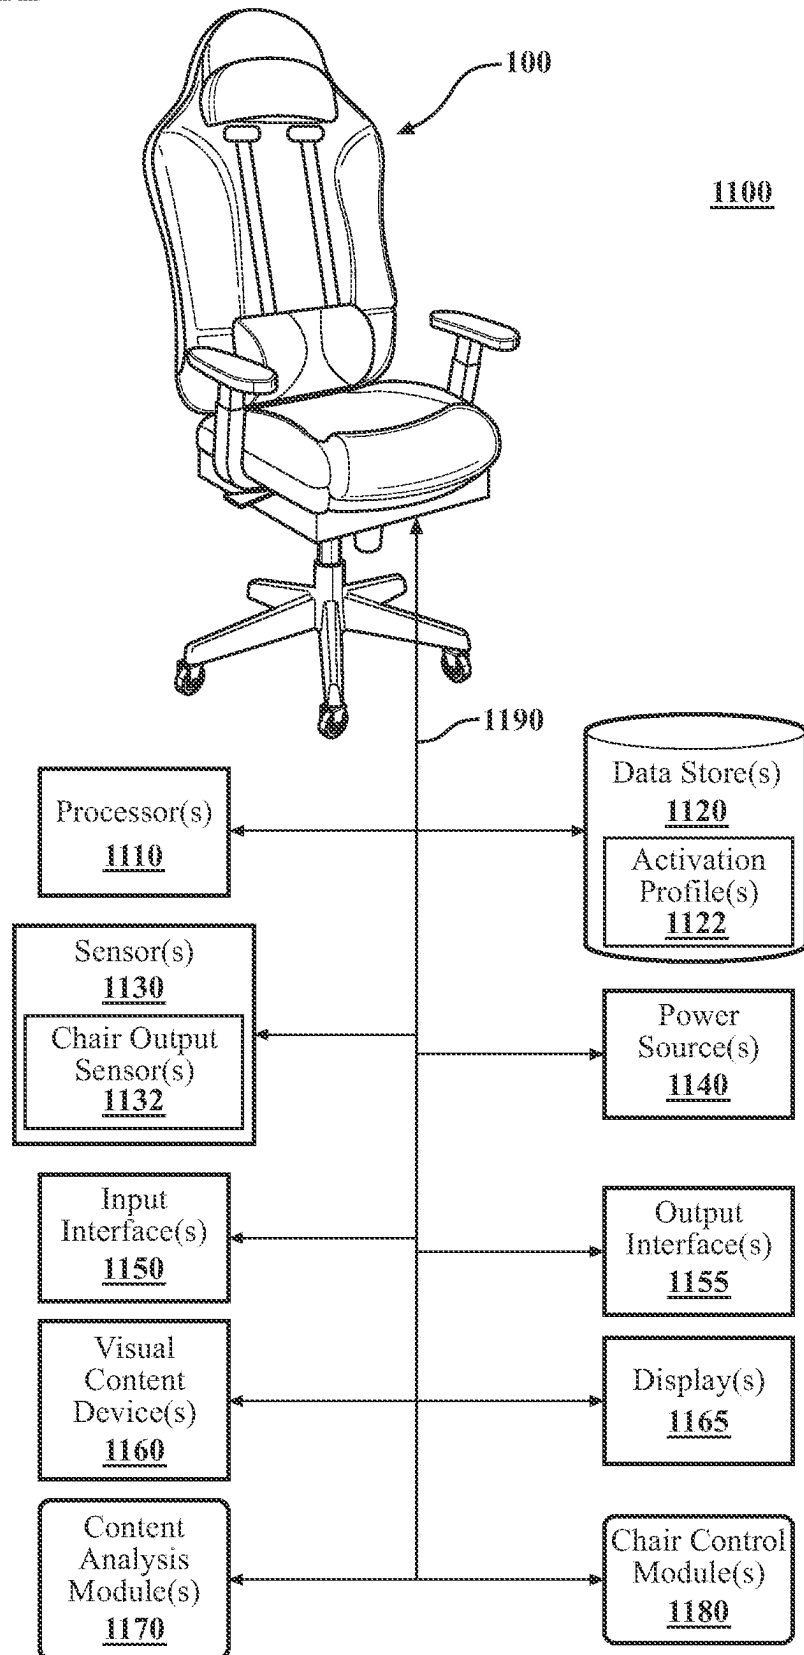 100
1100
1190
Processor(s)
1110
Data Store(s)
1120
Activation
Profile(s)
1122
Sensor(s)
1130
Chair Output
Sensor(s)
1132
Power
Source(s)
1140
Input
Interface(s)
1150
Output
Interface(s)
1155
Visual
Content
Device(s)
1160
Display(s)
1165
Content
Analysis
Module(s)
1170
Chair Control
Module(s)
1180